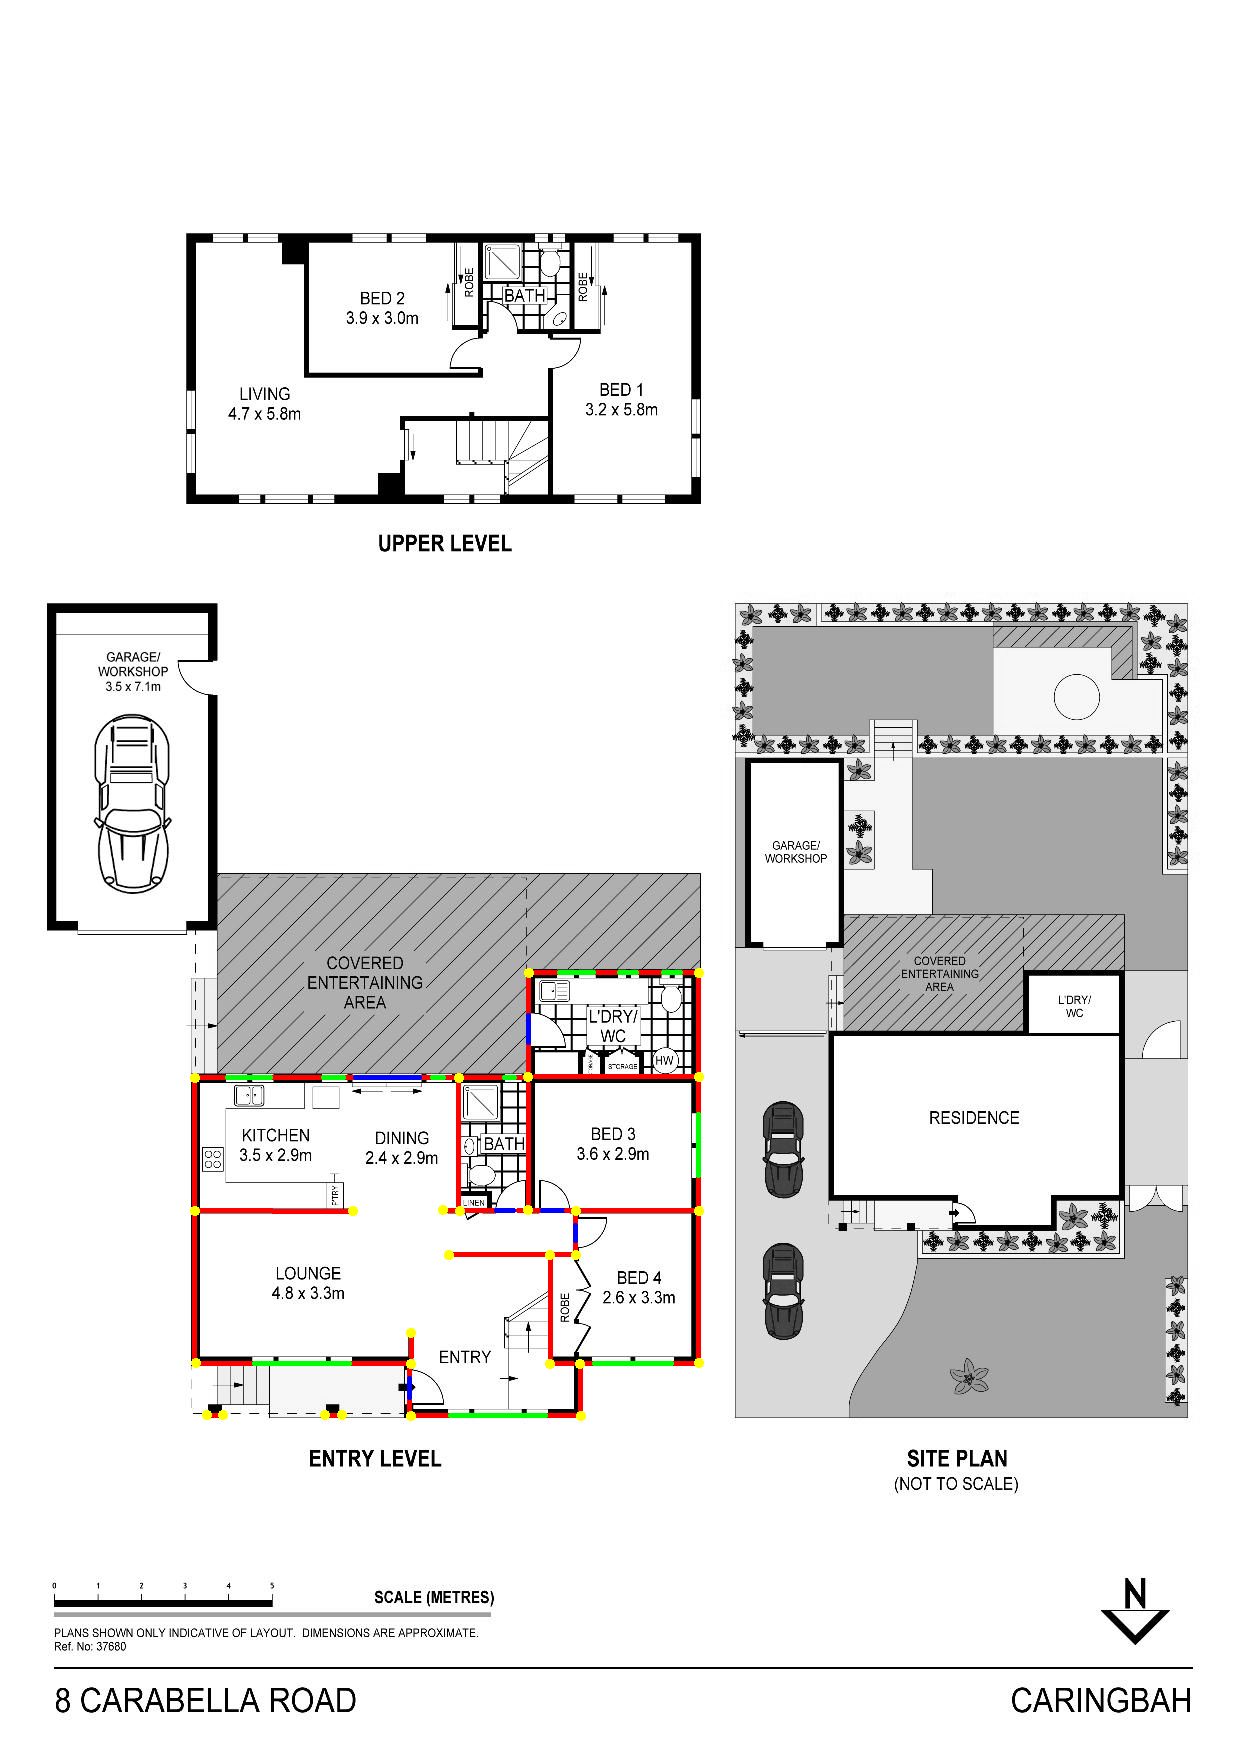 BED 2
3.9 x 3.0m
ROBE
BATH
ROBE
LIVING
4.7 x 5.8m
BED 1
3.2 x 5.8m
UPPER LEVEL
GARAGE/
WORKSHOP
3.5 x 7.1m
COVERED
ENTERTAINING
AREA
L'DRY/
WC
STORAGE
HW
KITCHEN
3.5 x 2.9m
DINING
2.4 x 2.9m
PTRY
BATH
LINEN
BED 3
3.6 x 2.9m
LOUNGE
4.8 x 3.3m
ROBE
BED 4
2.6 x 3.3m
ENTRY
ENTRY LEVEL
GARAGE/
WORKSHOP
COVERED
ENTERTAINING
AREA
L'DRY/
WC
RESIDENCE
SITE PLAN
(NOT TO SCALE)
0 1 2 3 4 5
SCALE (METRES)
PLANS SHOWN ONLY INDICATIVE OF LAYOUT. DIMENSIONS ARE APPROXIMATE.
Ref. No: 37680
N
8 CARABELLA ROAD
CARINGBAH